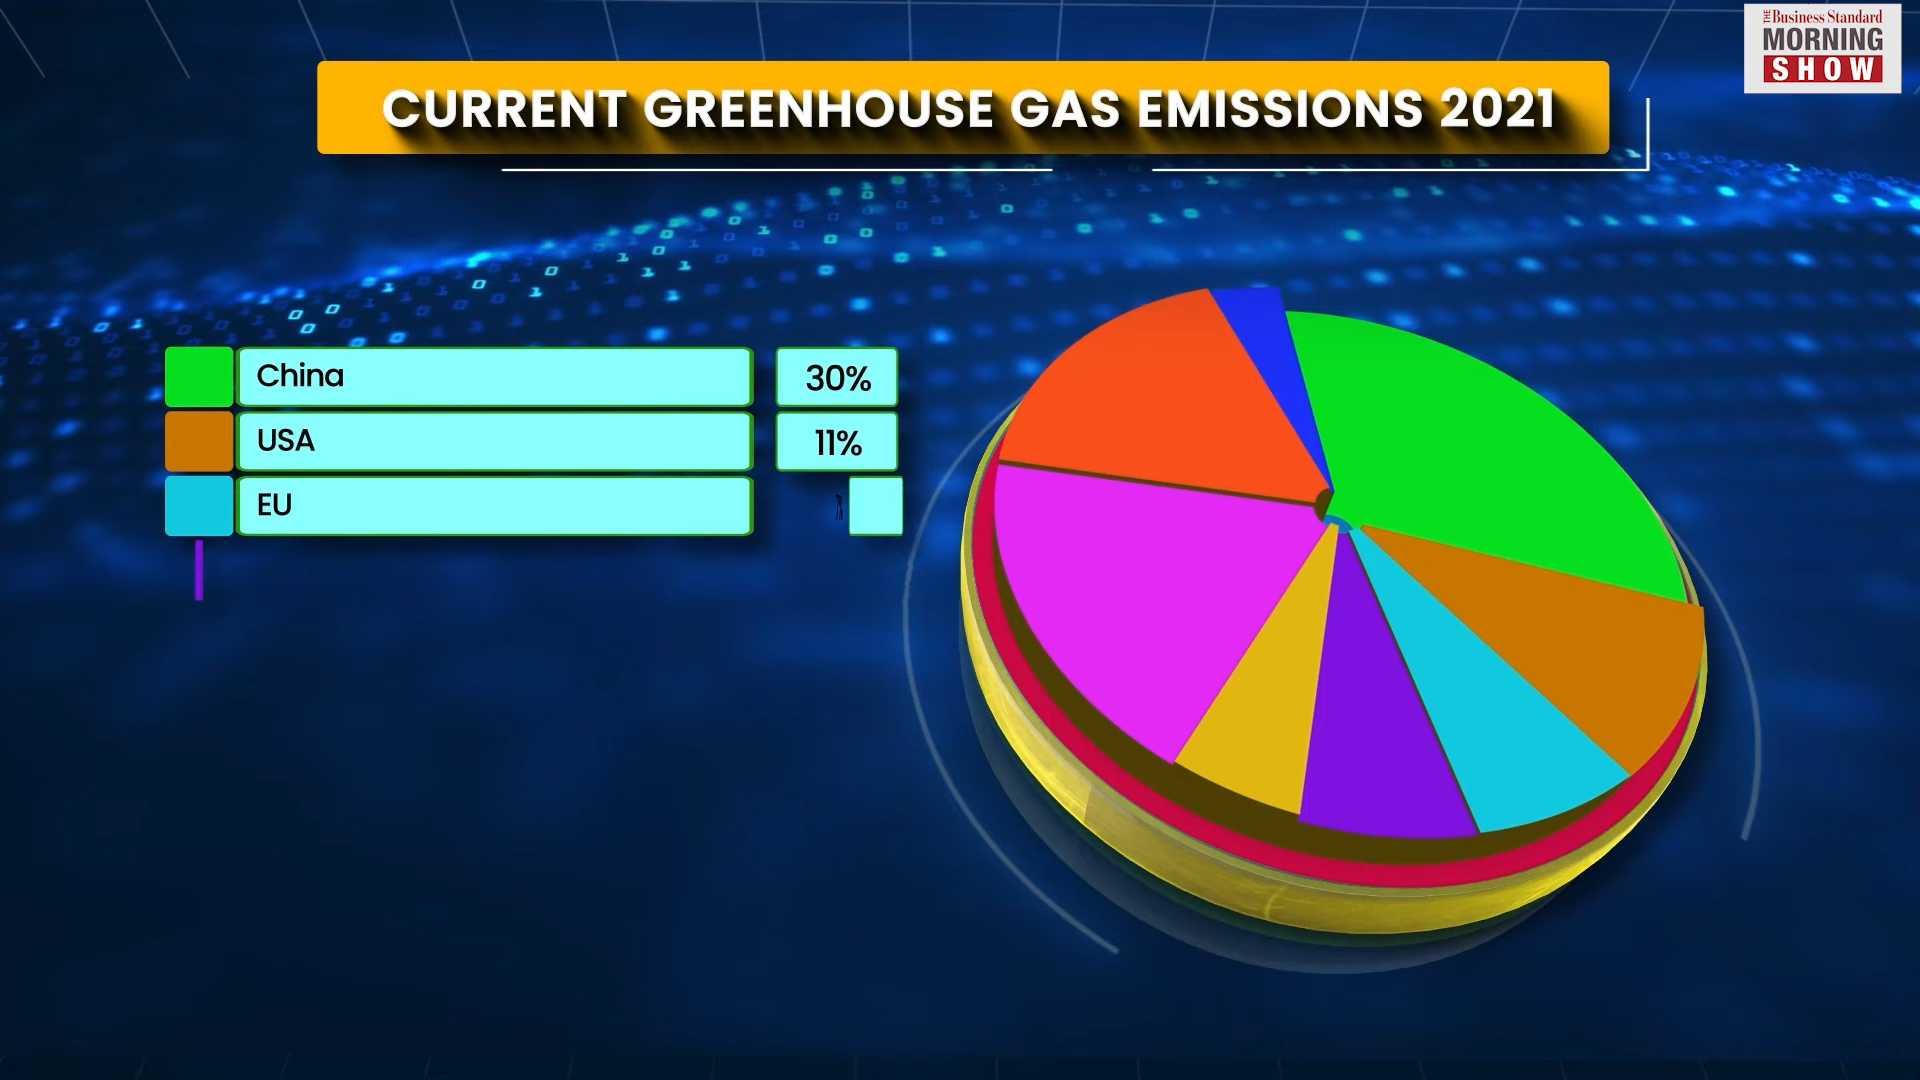 THE Business Standard
MORNING
SHOW
CURRENT GREENHOUSE GAS EMISSIONS 2021
China 30%
USA 11%
EU